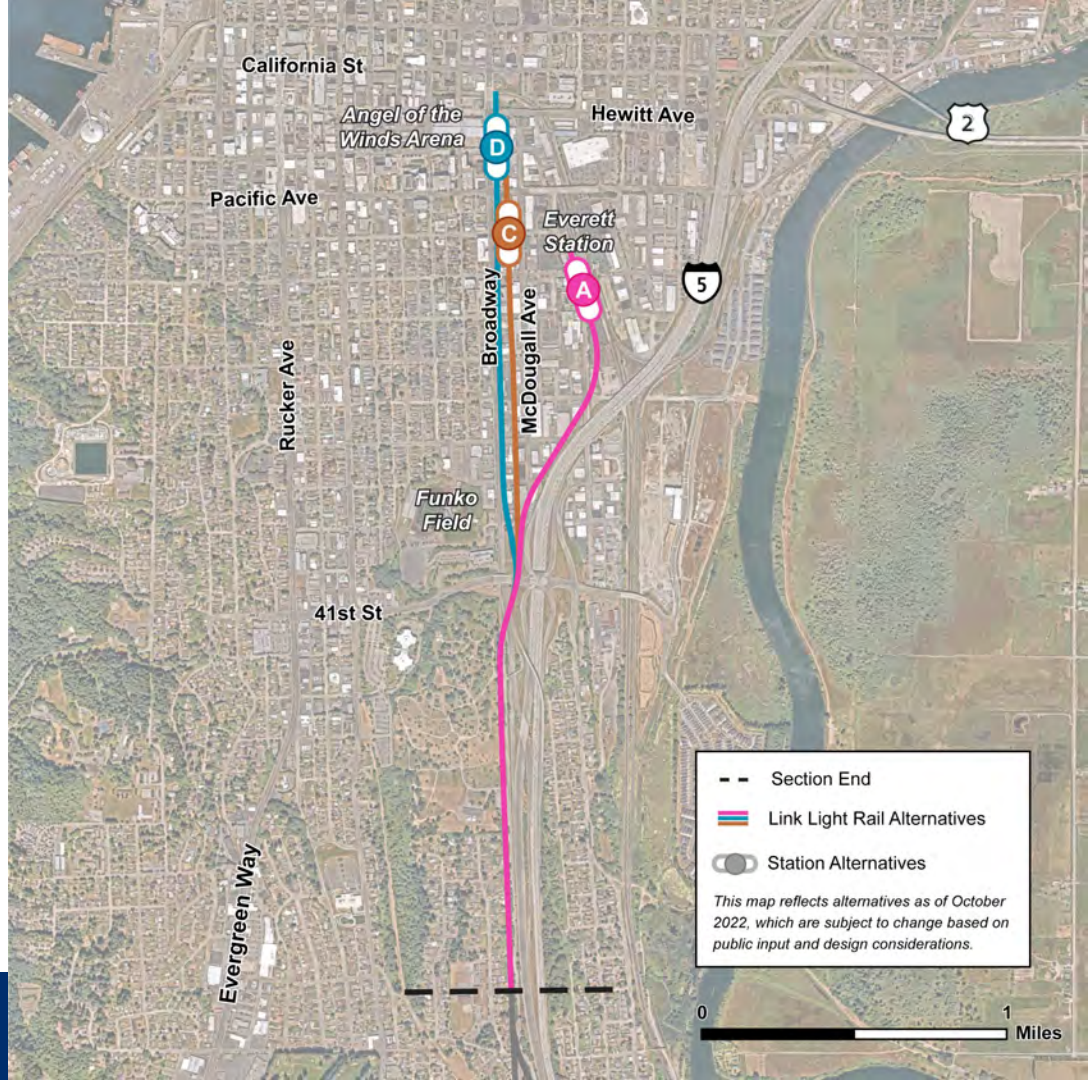 California St
Angel of the
Winds Arena
Hewitt Ave
2
D
Pacific Ave
Everett
Station
C
5
A
Broadway
McDougall Ave
Rucker Ave
Funko
Field
41st St
Evergreen Way
Section End
Link Light Rail Alternatives
Station Alternatives
This map reflects alternatives as of October
2022, which are subject to change based on
public input and design considerations.
0
1
Miles